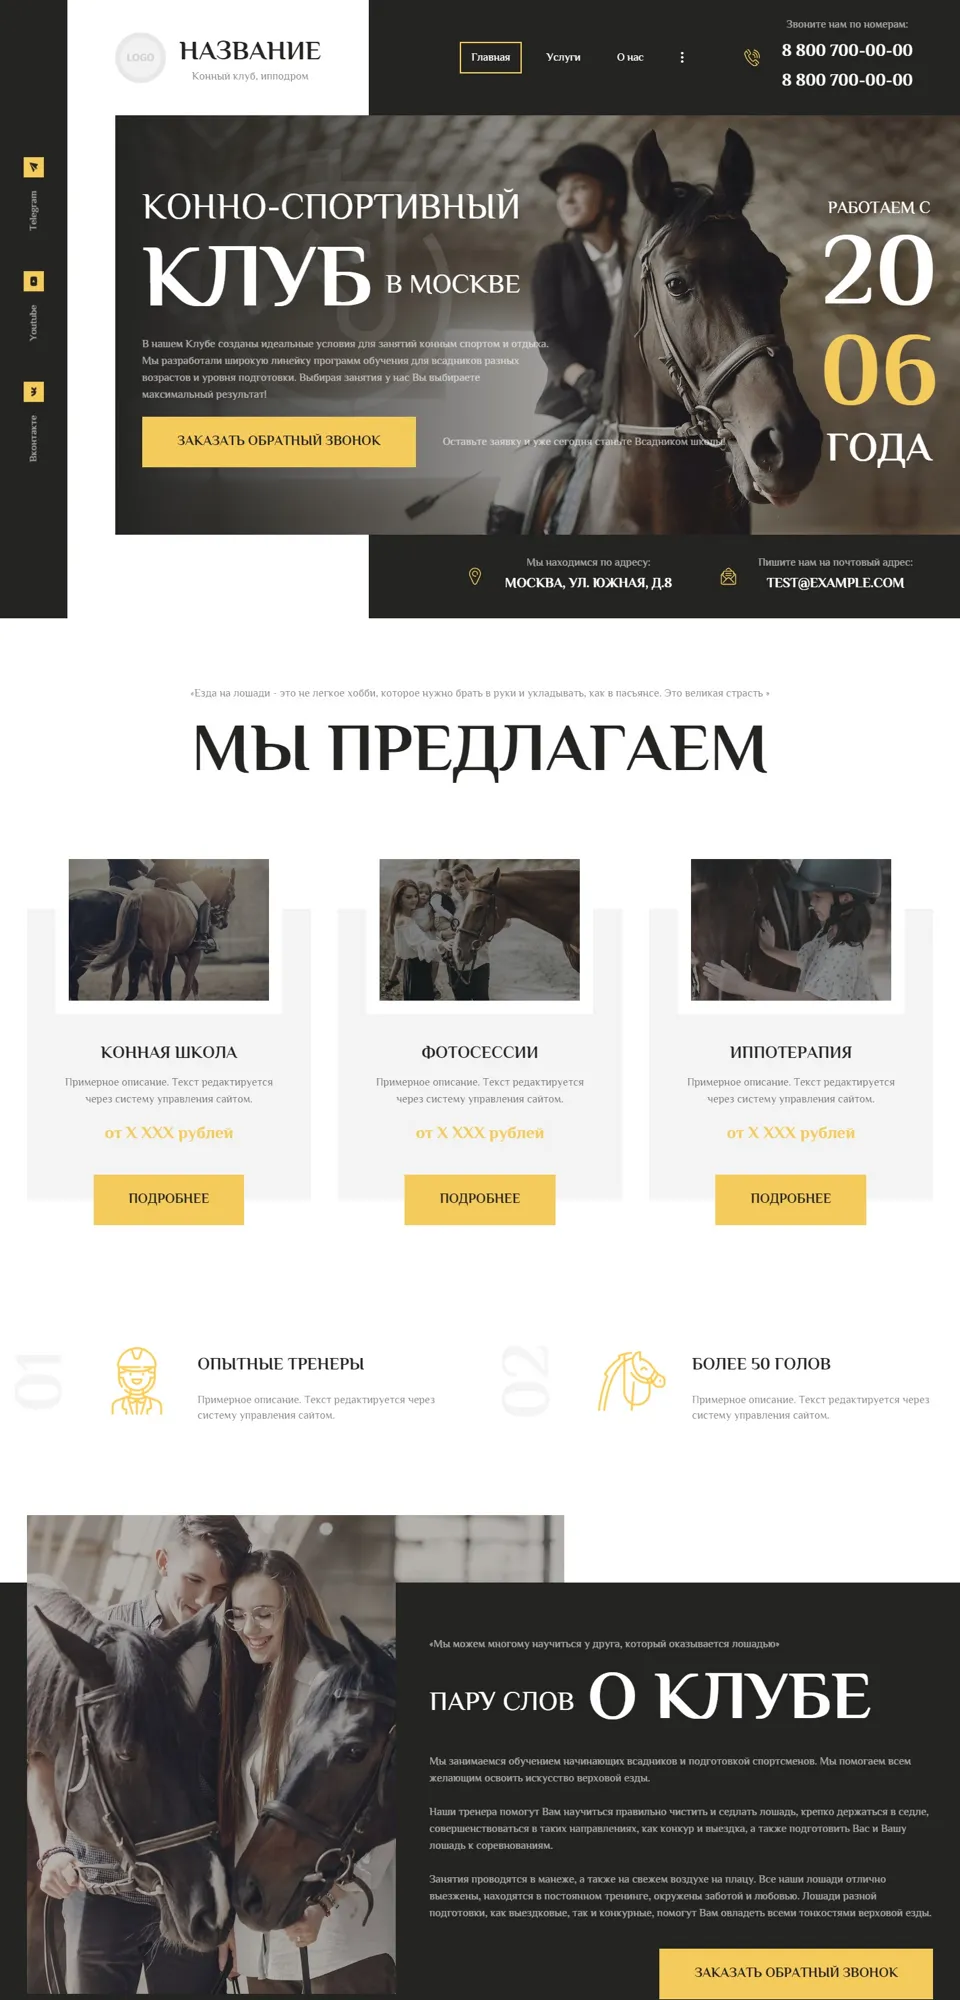 LOGO
НАЗВАНИЕ
Конный клуб, ипподром
Главная
Услуги
О нас
Звоните нам по номерам:
8 800 700-00-00
8 800 700-00-00
Telegram
Youtube
Вконтакте
КОННО-СПОРТИВНЫЙ
КЛУБ В МОСКВЕ
В нашем Клубе созданы идеальные условия для занятий конным спортом и отдыха.
Мы разработали широкую линейку программ обучения для всадников разных
возрастов и уровня подготовки. Выбирая занятия у нас Вы выбираете
максимальный результат!
ЗАКАЗАТЬ ОБРАТНЫЙ ЗВОНОК
Оставьте заявку и уже сегодня станьте Всадником школы!
РАБОТАЕМ С
20
06
ГОДА
Мы находимся по адресу:
МОСКВА, УЛ. ЮЖНАЯ, Д.8
Пишите нам на почтовый адрес:
TEST@EXAMPLE.COM
«Езда на лошади - это не легкое хобби, которое нужно брать в руки и укладывать, как в пасьянсе. Это великая страсть »
МЫ ПРЕДЛАГАЕМ
КОННАЯ ШКОЛА
Примерное описание. Текст редактируется
через систему управления сайтом.
от X XXX рублей
ПОДРОБНЕЕ
ФОТОСЕССИИ
Примерное описание. Текст редактируется
через систему управления сайтом.
от X XXX рублей
ПОДРОБНЕЕ
ИППОТЕРАПИЯ
Примерное описание. Текст редактируется
через систему управления сайтом.
от X XXX рублей
ПОДРОБНЕЕ
01
ОПЫТНЫЕ ТРЕНЕРЫ
Примерное описание. Текст редактируется через
систему управления сайтом.
02
БОЛЕЕ 50 ГОЛОВ
Примерное описание. Текст редактируется через
систему управления сайтом.
«Мы можем многому научиться у друга, который оказывается лошадью»
ПАРУ СЛОВ О КЛУБЕ
Мы занимаемся обучением начинающих всадников и подготовкой спортсменов. Мы помогаем всем
желающим освоить искусство верховой езды.
Наши тренера помогут Вам научиться правильно чистить и седлать лошадь, крепко держаться в седле,
совершенствоваться в таких направлениях, как конкур и выездка, а также подготовить Вас и Вашу
лошадь к соревнованиям.
Занятия проводятся в манеже, а также на свежем воздухе на плацу. Все наши лошади отлично
выезжены, находятся в постоянном тренинге, окружены заботой и любовью. Лошади разной
подготовки, как выездковые, так и конкурные, помогут Вам овладеть всеми тонкостями верховой езды.
ЗАКАЗАТЬ ОБРАТНЫЙ ЗВОНОК